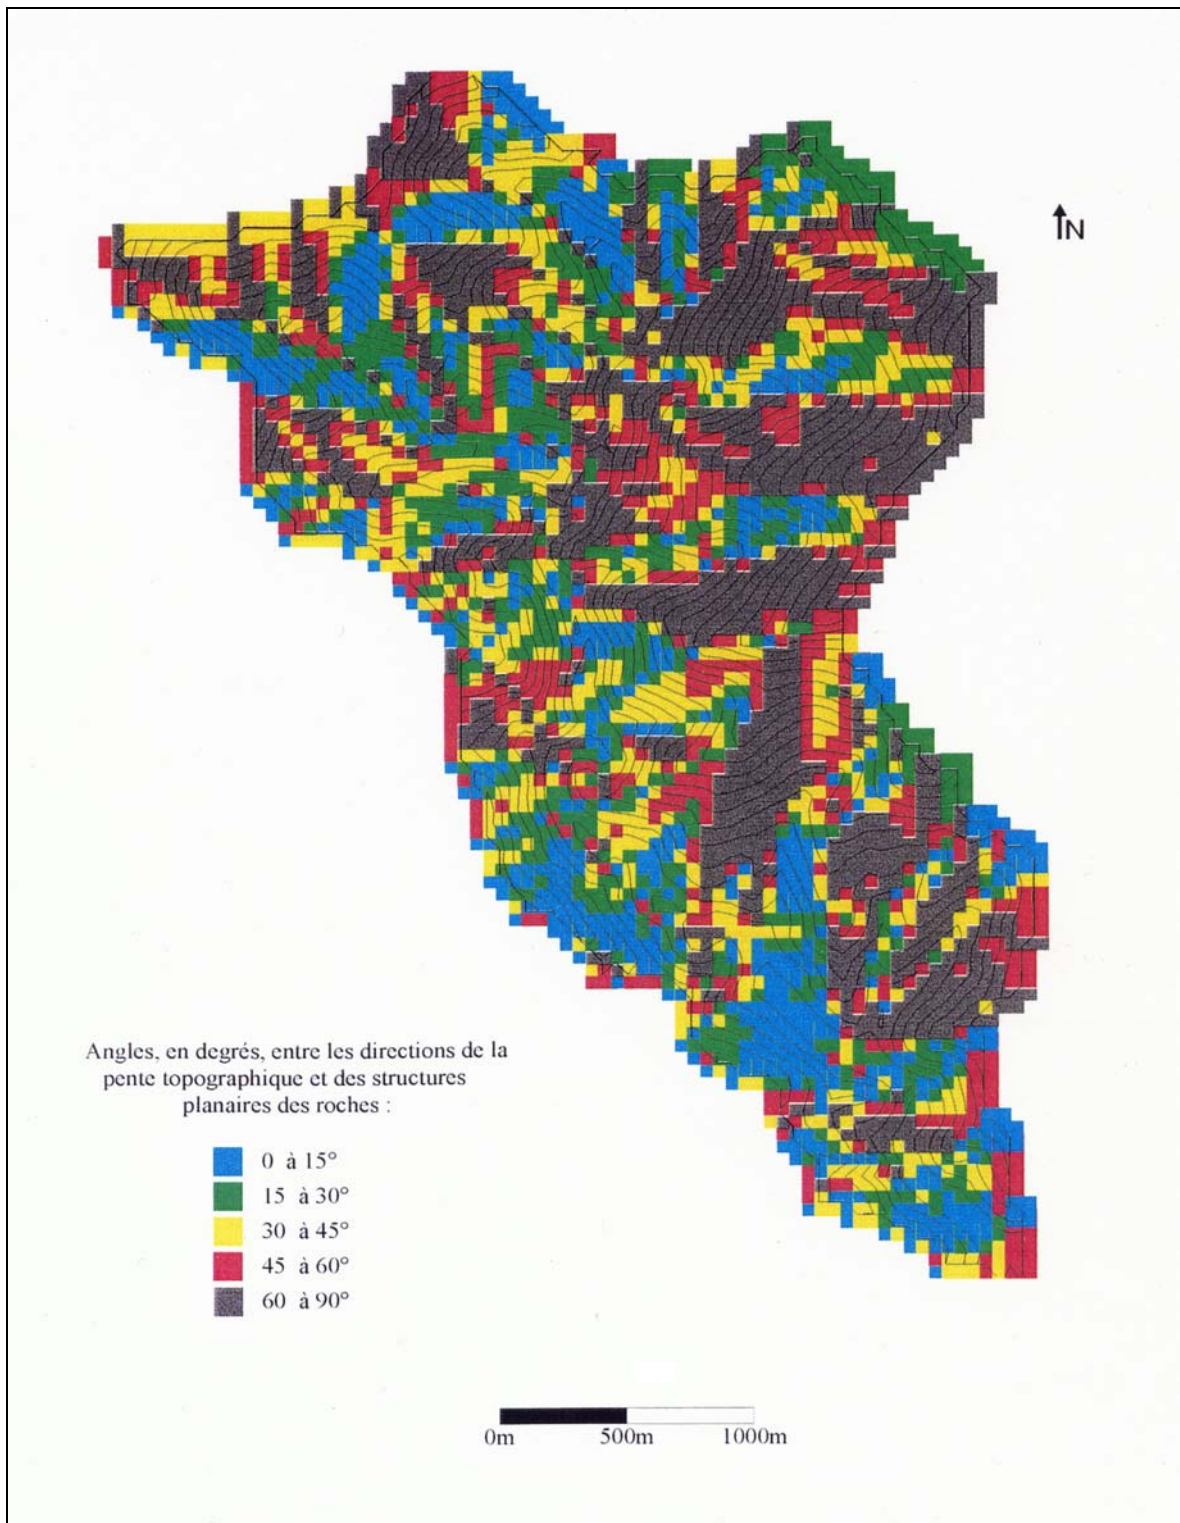 N
Angles, en degrés, entre les directions de la
pente topographique et des structures
planaires des roches :
0 à 15°
15 à 30°
30 à 45°
45 à 60°
60 à 90°
0m 500m 1000m